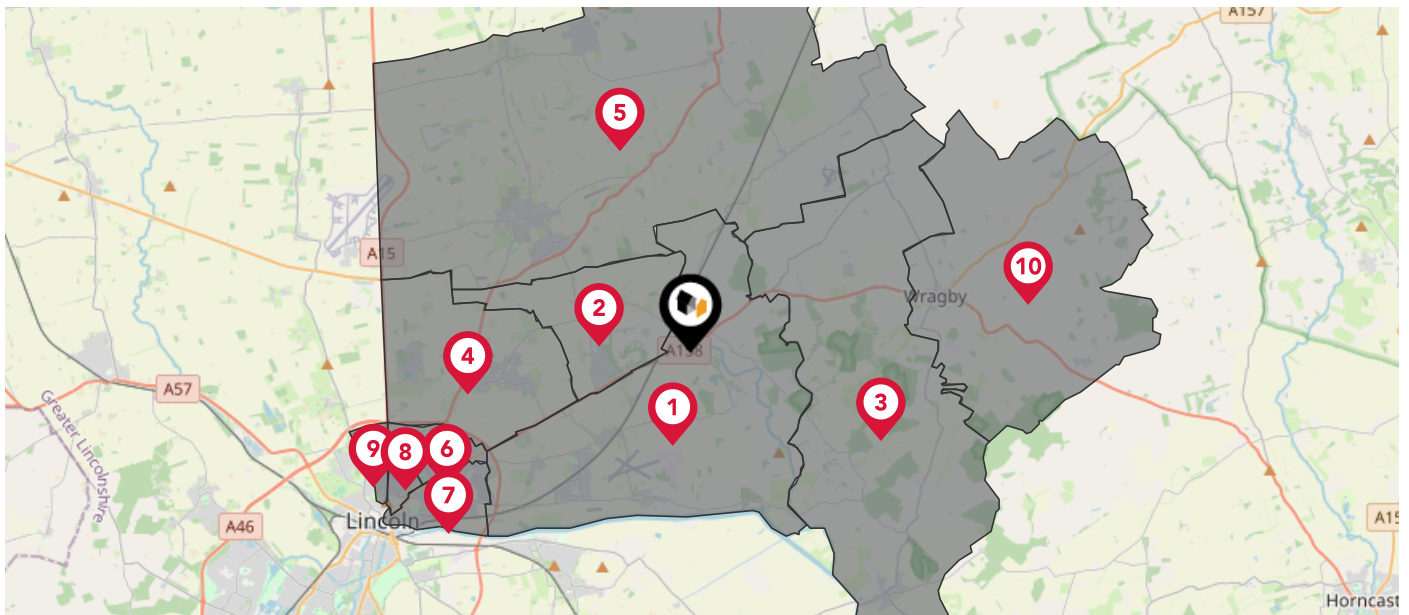 A157
5
A15
10
Wragby
2
A158
4
1
3
A57
Greater Lincolnshire
9
8
6
7
Lincoln
A46
A15
Horncast